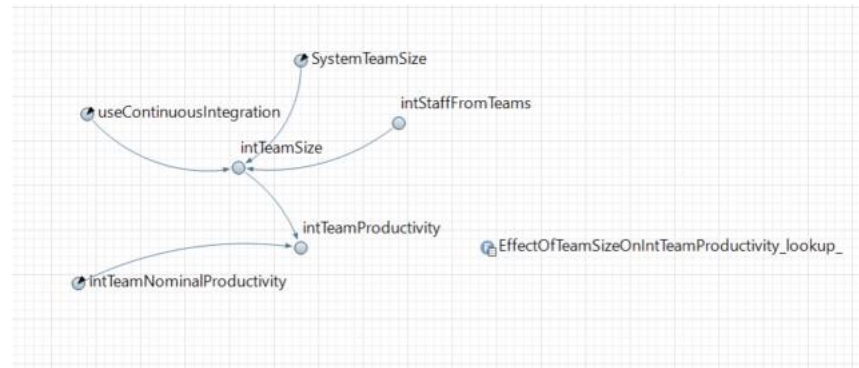 SystemTeamSize
useContinuousIntegration
intStaffFromTeams
intTeamSize
intTeamProductivity
EffectOfTeamSizeOnIntTeamProductivity_lookup_
intTeamNominalProductivity